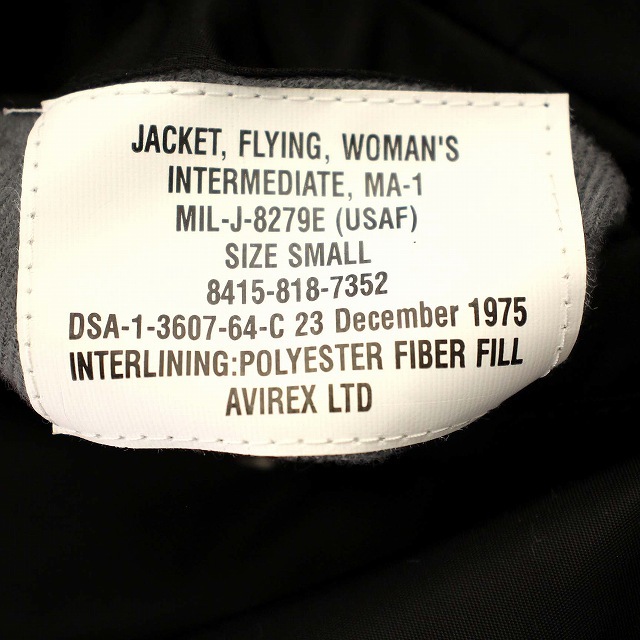 JACKET, FLYING, WOMAN'S
INTERMEDIATE, MA-1
MIL-J-8279E (USAF)
SIZE SMALL
8415-818-7352
DSA-1-3607-64-C 23 December 1975
INTERLINING:POLYESTER FIBER FILL
AVIREX LTD